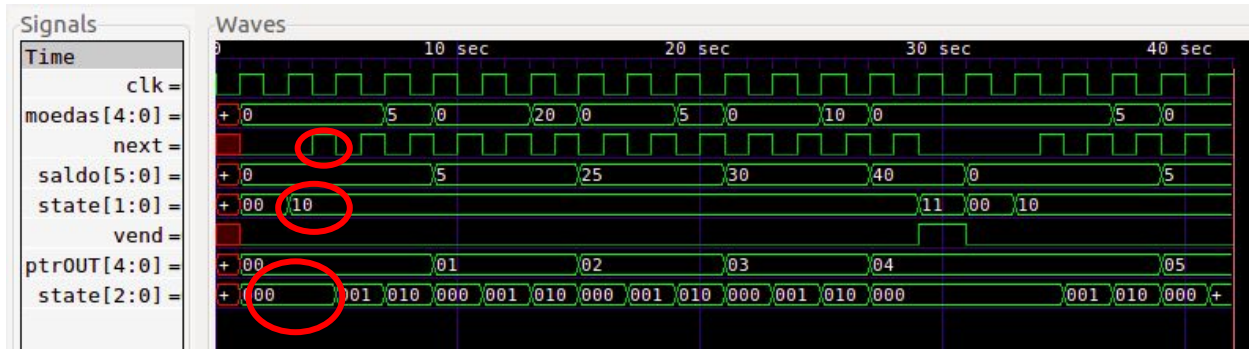 Signals Waves
Time 0 10 sec 20 sec 30 sec 40 sec
clk =
moedas[4:0] = + 0 5 0 20 0 5 0 10 0 5 0
next =
saldo[5:0] = + 0 5 25 30 40 0 5
state[1:0] = + 00 10 11 00 10
vend =
ptrOUT[4:0] = + 00 01 02 03 04 05
state[2:0] = + 000 001 010 000 001 010 000 001 010 000 001 010 000 001 010 000 +